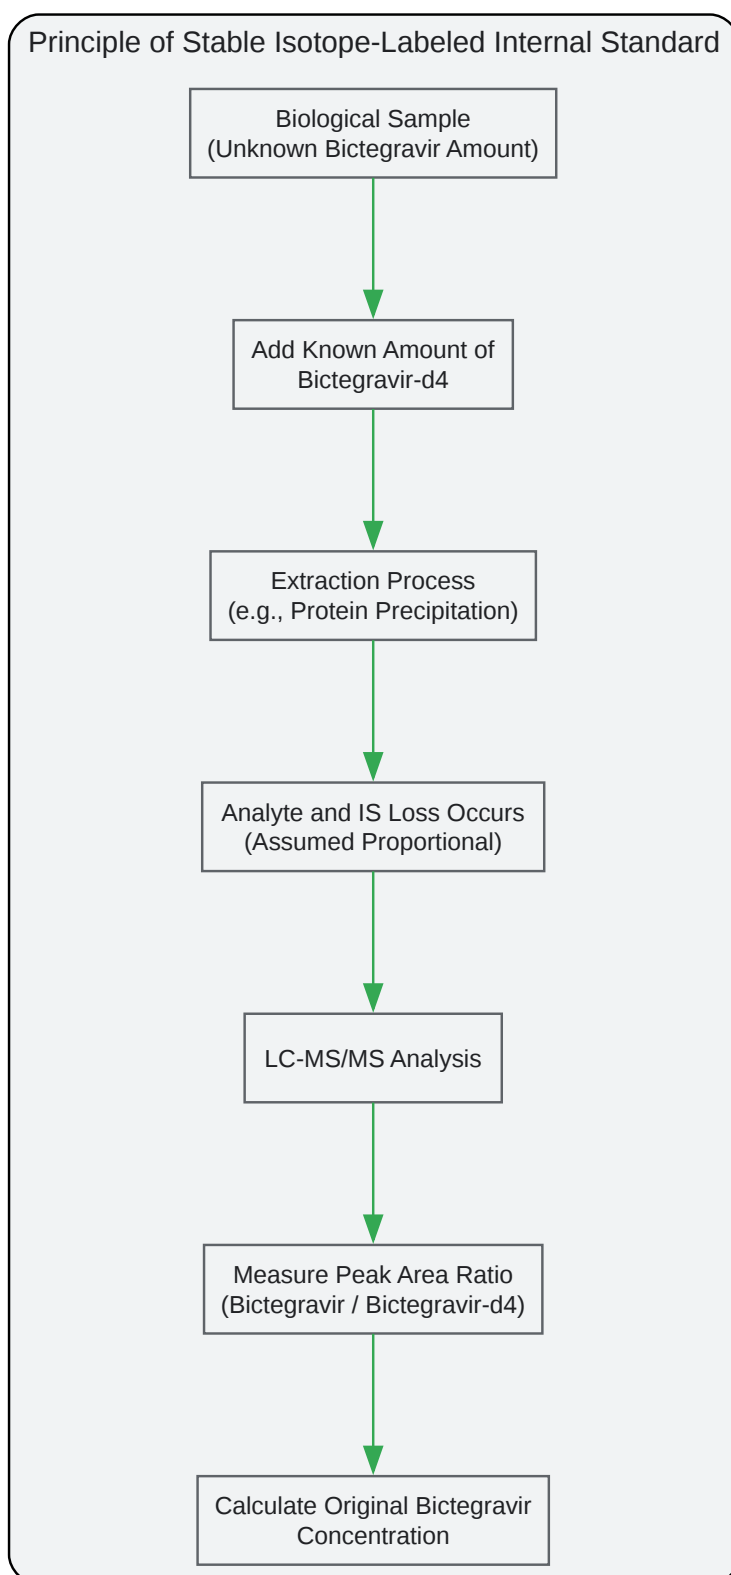 Principle of Stable Isotope-Labeled Internal Standard
Biological Sample
(Unknown Bictegravir Amount)
Add Known Amount of
Bictegravir-d4
Extraction Process
(e.g., Protein Precipitation)
Analyte and IS Loss Occurs
(Assumed Proportional)
LC-MS/MS Analysis
Measure Peak Area Ratio
(Bictegravir / Bictegravir-d4)
Calculate Original Bictegravir
Concentration